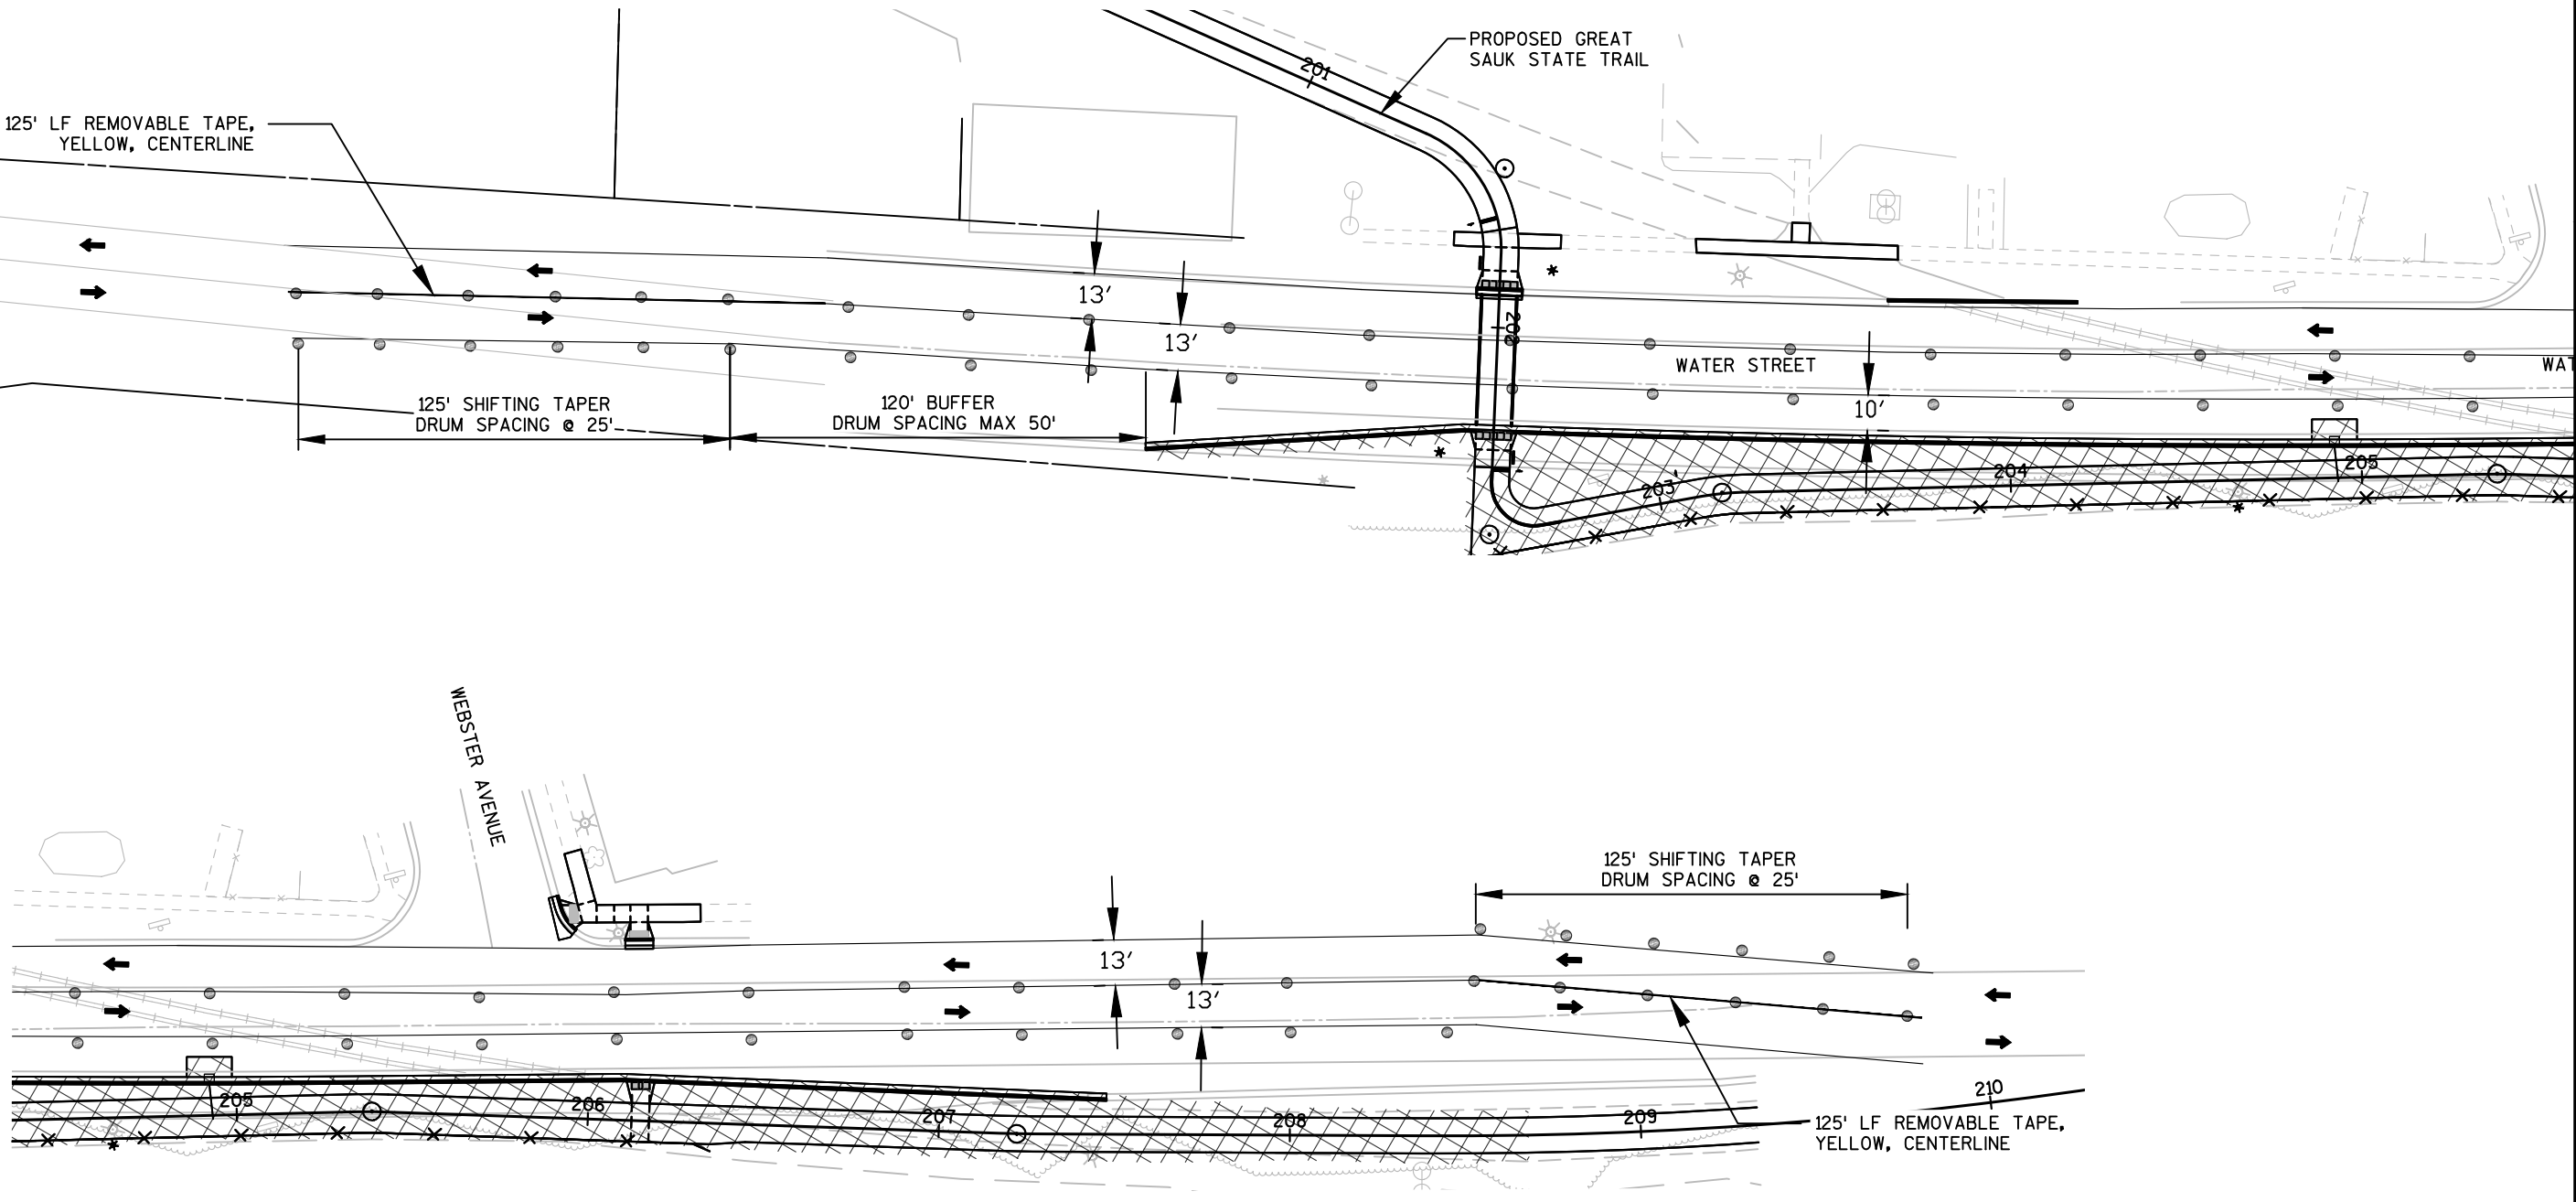 PROPOSED GREAT
SAUK STATE TRAIL
201
125' LF REMOVABLE TAPE,
YELLOW, CENTERLINE
13'
13'
202
WATER STREET
WAT
10'
125' SHIFTING TAPER
DRUM SPACING @ 25'
120' BUFFER
DRUM SPACING MAX 50'
203
204
205
WEBSTER AVENUE
125' SHIFTING TAPER
DRUM SPACING @ 25'
13'
13'
205
206
207
208
209
210
125' LF REMOVABLE TAPE,
YELLOW, CENTERLINE